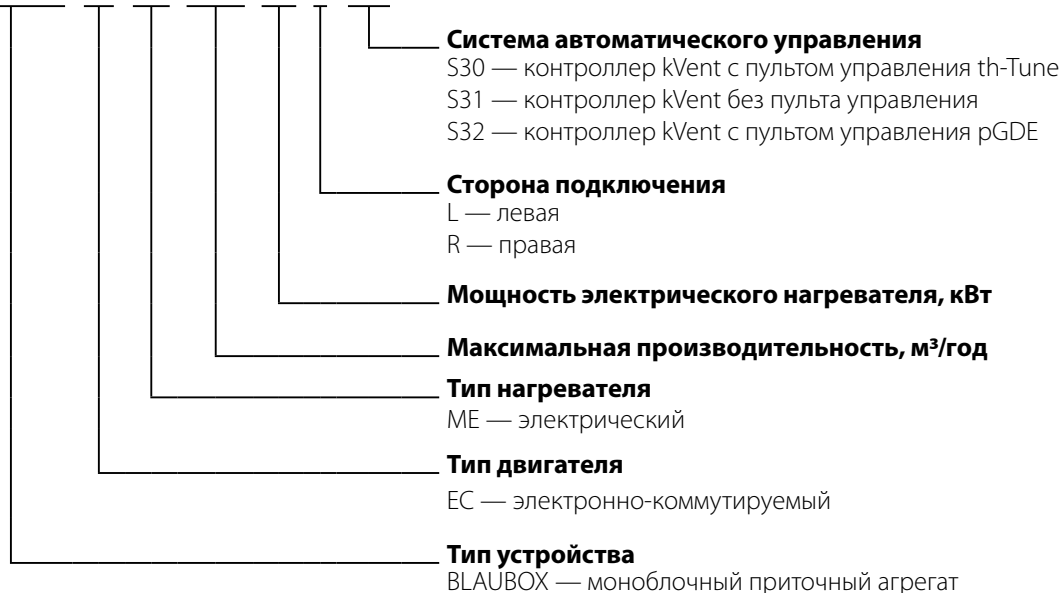 Система автоматического управления
S30 — контроллер kVent с пультом управления th-Tune
S31 — контроллер kVent без пульта управления
S32 — контроллер kVent с пультом управления pGDE
Сторона подключения
L — левая
R — правая
Мощность электрического нагревателя, кВт
Максимальная производительность, м³/год
Тип нагревателя
ME — электрический
Тип двигателя
EC — электронно-коммутируемый
Тип устройства
BLAUBOX — моноблочный приточный агрегат